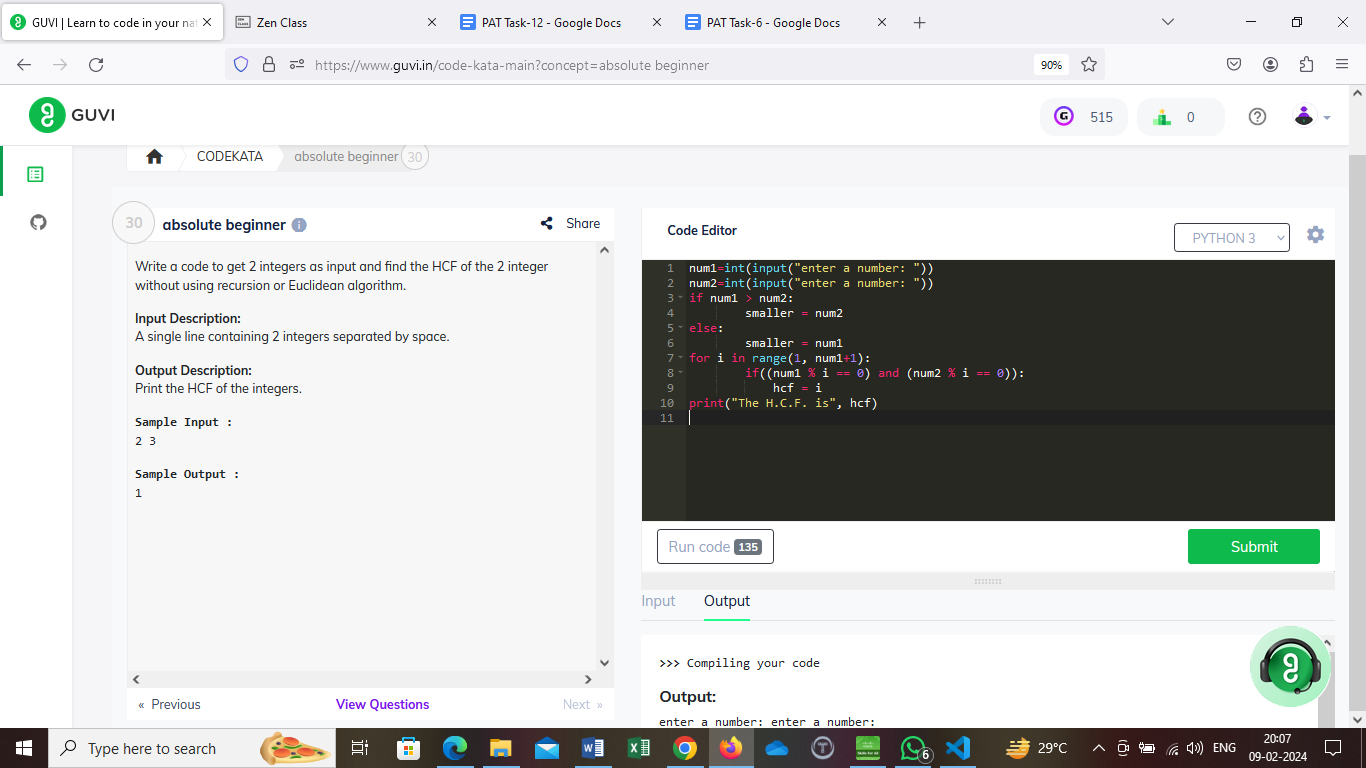 GUVI | Learn to code in your nat
Zen Class
PAT Task-12 - Google Docs
PAT Task-6 - Google Docs
https://www.guvi.in/code-kata-main?concept=absolute beginner
90%
GUVI
G 515
0
CODEKATA
absolute beginner 30
30 absolute beginner
Share
Write a code to get 2 integers as input and find the HCF of the 2 integer
without using recursion or Euclidean algorithm.
Input Description:
A single line containing 2 integers separated by space.
Output Description:
Print the HCF of the integers.
Sample Input :
2 3
Sample Output :
1
« Previous
View Questions
Next »
Code Editor
PYTHON 3
1 num1=int(input("enter a number: "))
2 num2=int(input("enter a number: "))
3 if num1 > num2:
4 smaller = num2
5 else:
6 smaller = num1
7 for i in range(1, num1+1):
8 if((num1 % i == 0) and (num2 % i == 0)):
9 hcf = i
10 print("The H.C.F. is", hcf)
11
Run code 135
Submit
Input
Output
>>> Compiling your code
Output:
enter a number: enter a number:
Type here to search
6
29°C
ENG
20:07
09-02-2024